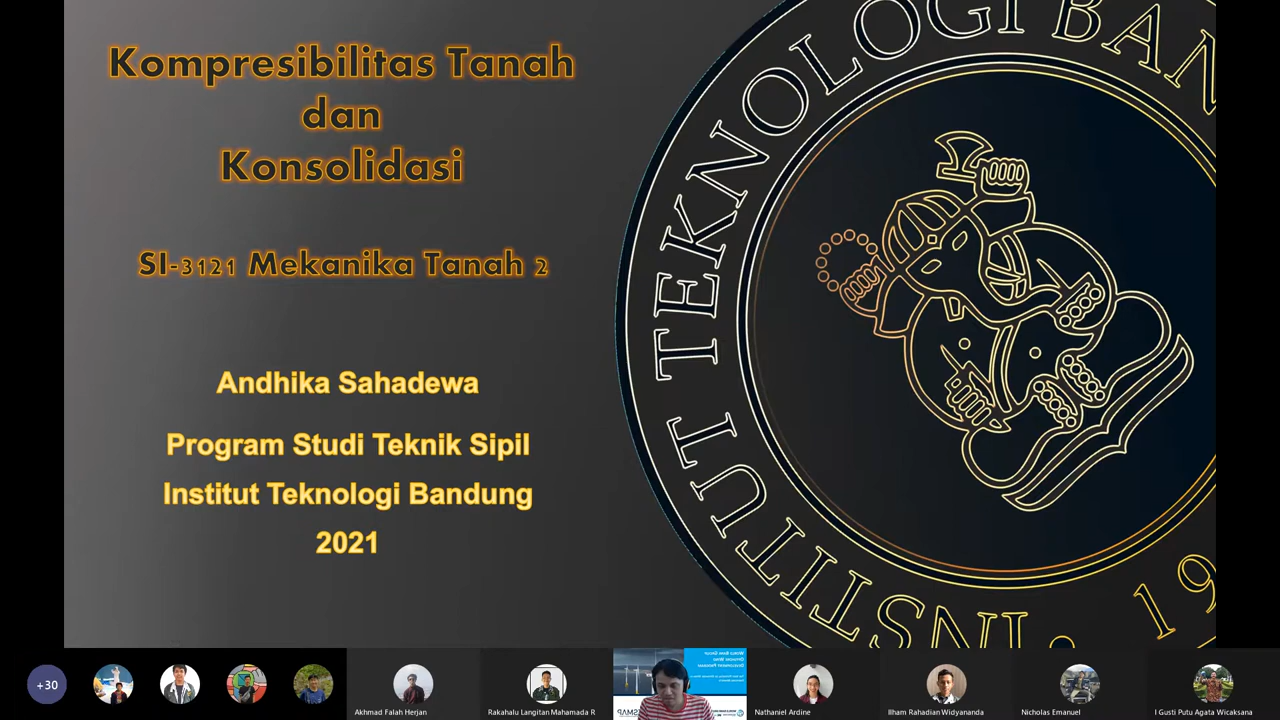 Kompresibilitas Tanah
dan
Konsolidasi
SI-3121 Mekanika Tanah 2
Andhika Sahadewa
Program Studi Teknik Sipil
Institut Teknologi Bandung
2021
INSTITUT TEKNOLOGI BAN
19
+30
Akhmad Falah Herjan
Rakahalu Langitan Mahamada R
Nathaniel Ardine
Ilham Rahadian Widyananda
Nicholas Emanuel
I Gusti Putu Agata Wicaksana